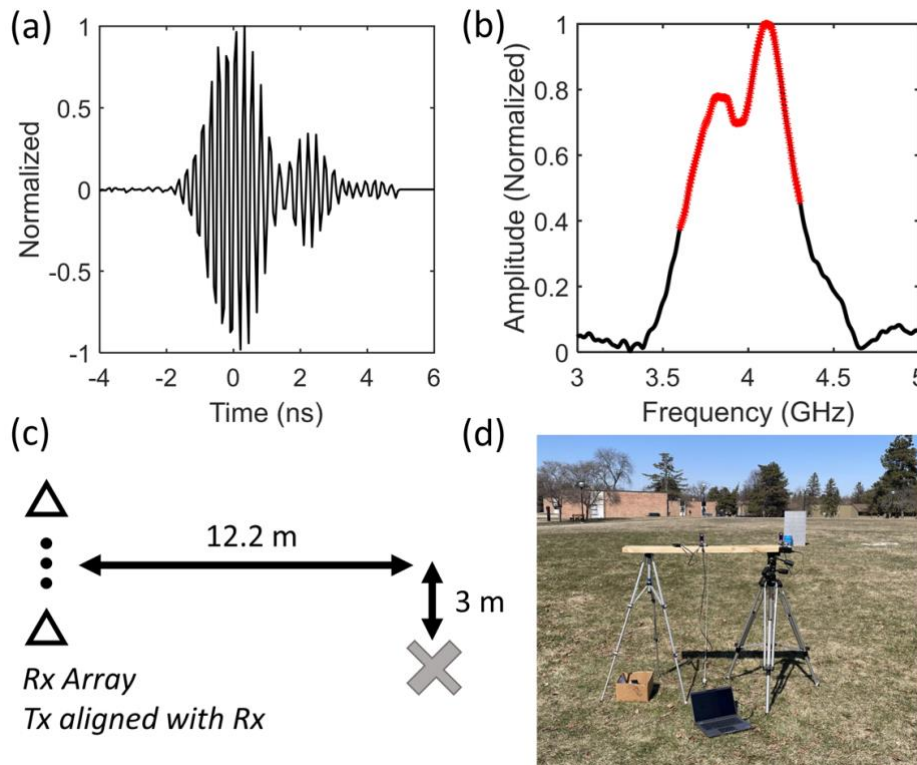 (a)
1
0.5
0
-0.5
-1
Normalized
-4 -2 0 2 4 6
Time (ns)
(b)
1
0.8
0.6
0.4
0.2
0
Amplitude (Normalized)
3 3.5 4 4.5 5
Frequency (GHz)
(c)
12.2 m
3 m
Rx Array
Tx aligned with Rx
(d)